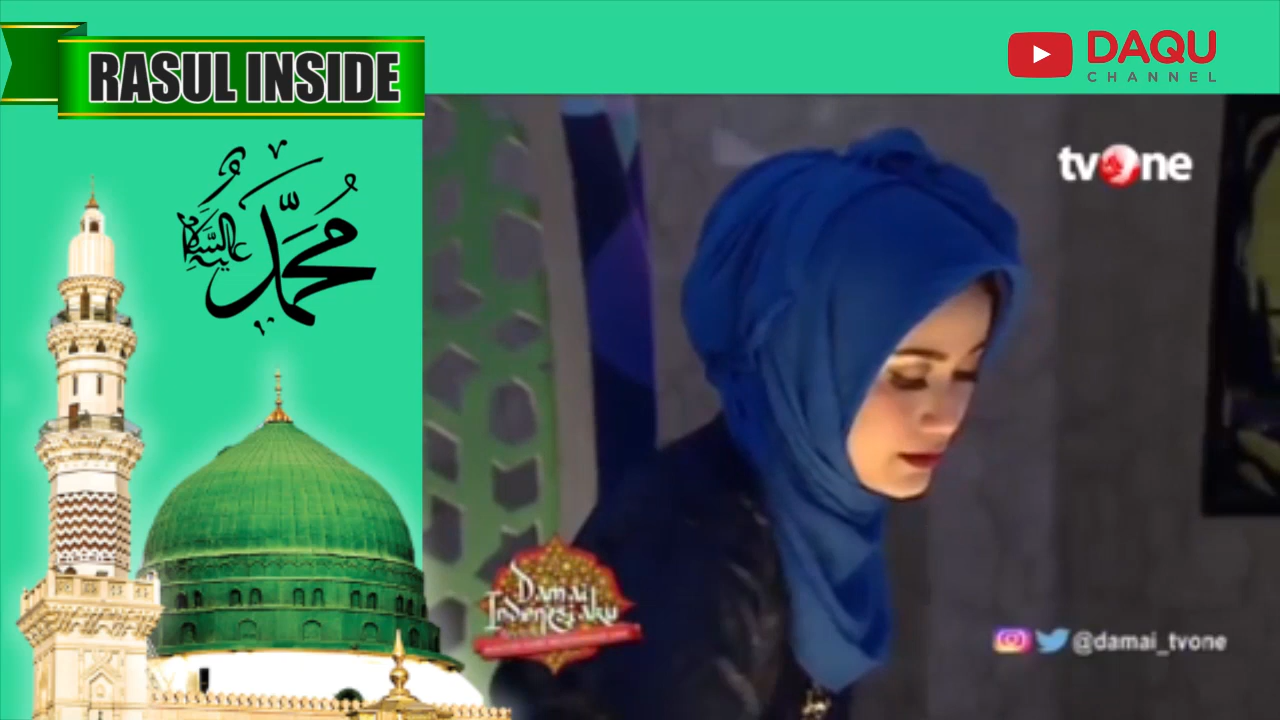 RASUL INSIDE
DAQU
CHANNEL
tvOne
محمد
عليه السلام
Damai
Indonesiaku
@damai_tvone